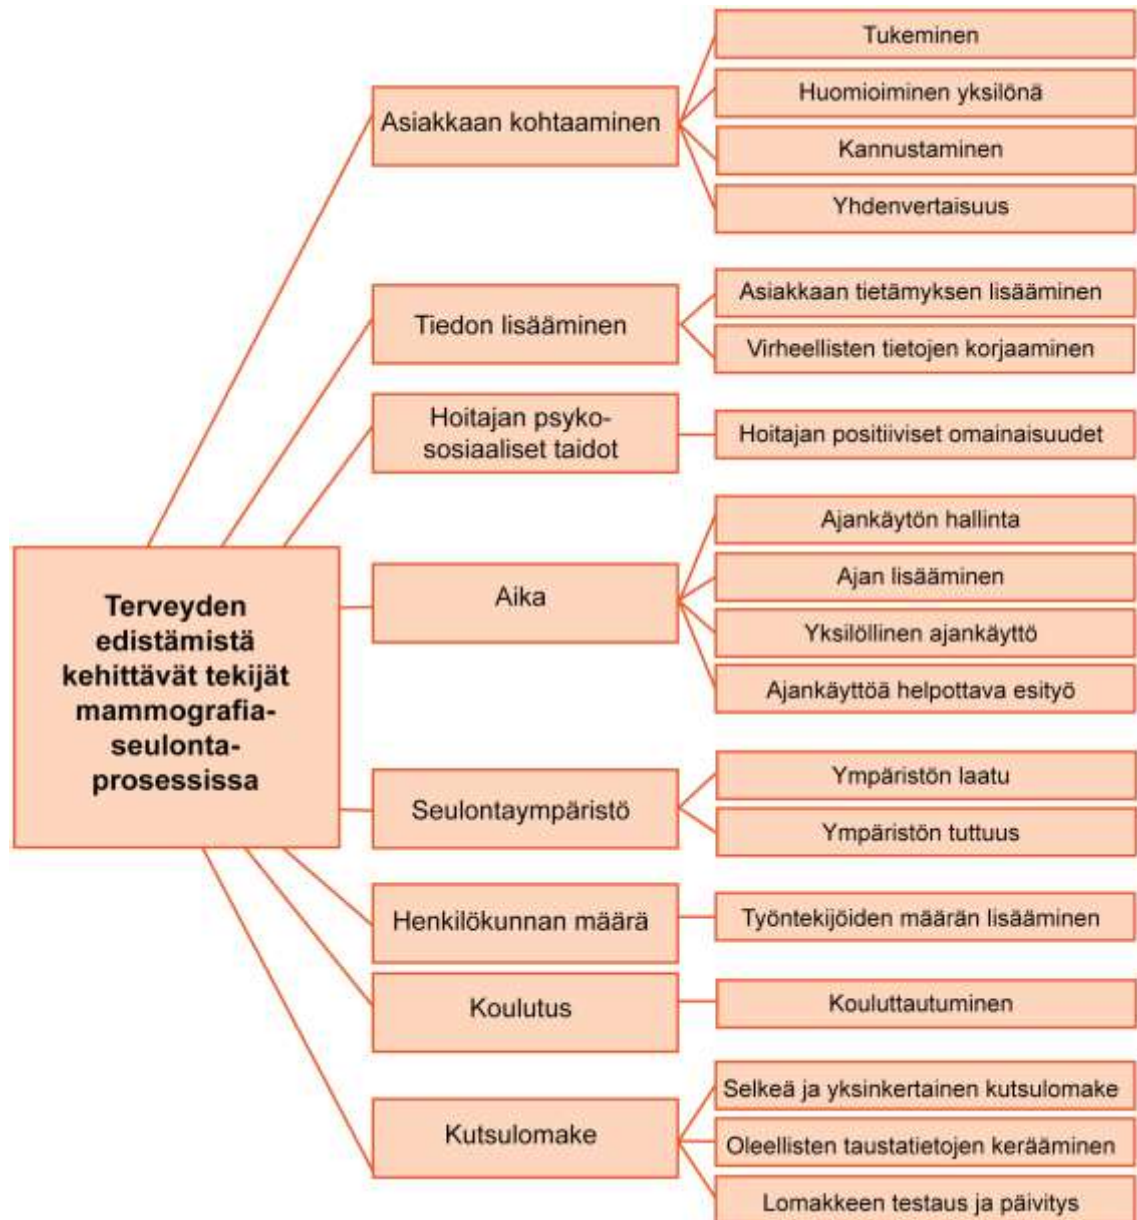 Terveyden
edistämistä
kehittävät tekijät
mammografia-
seulonta-
prosessissa
Asiakkaan kohtaaminen
Tukeminen
Huomioiminen yksilönä
Kannustaminen
Yhdenvertaisuus
Tiedon lisääminen
Asiakkaan tietämyksen lisääminen
Virheellisten tietojen korjaaminen
Hoitajan psyko-
sosiaaliset taidot
Hoitajan positiiviset omainaisuudet
Aika
Ajankäytön hallinta
Ajan lisääminen
Yksilöllinen ajankäyttö
Ajankäyttöä helpottava esityö
Seulontaympäristö
Ympäristön laatu
Ympäristön tuttuus
Henkilökunnan määrä
Työntekijöiden määrän lisääminen
Koulutus
Kouluttautuminen
Kutsulomake
Selkeä ja yksinkertainen kutsulomake
Oleellisten taustatietojen kerääminen
Lomakkeen testaus ja päivitys